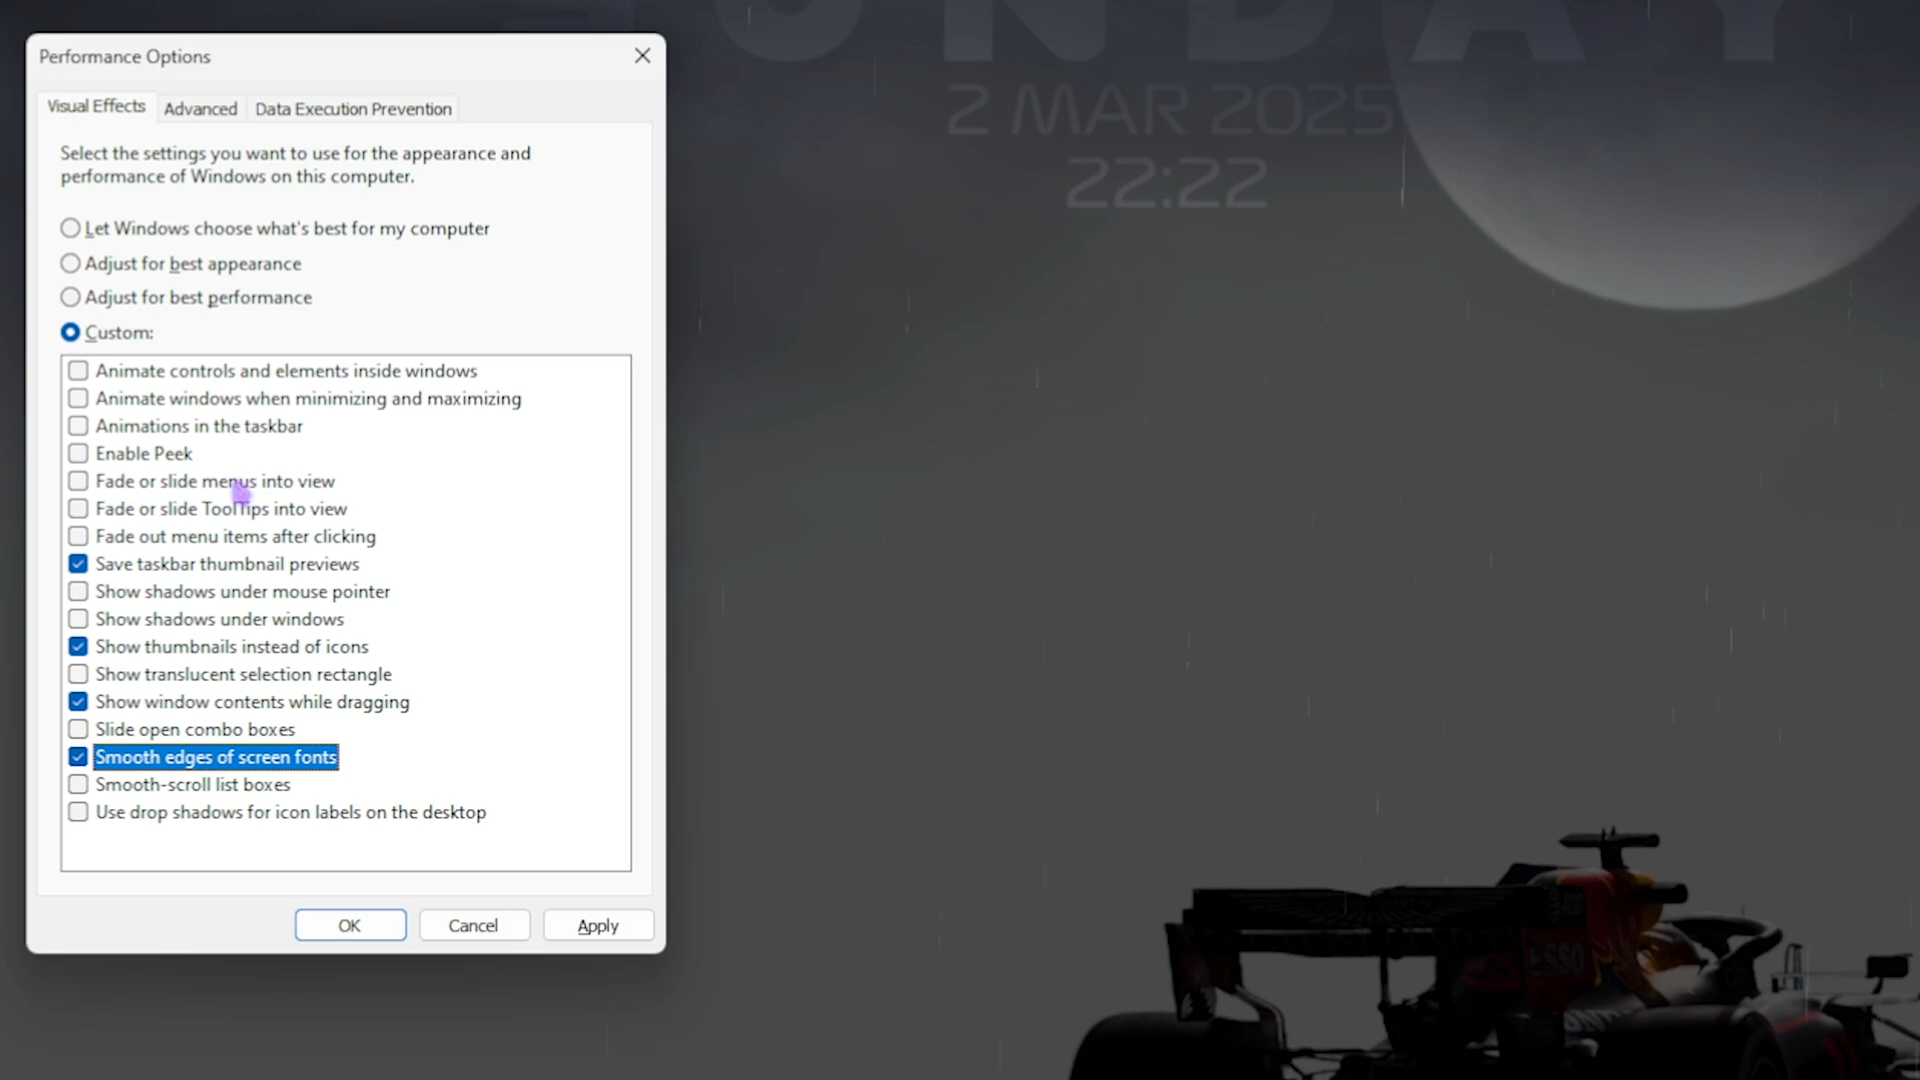 Performance Options
Visual Effects
Advanced
Data Execution Prevention
Select the settings you want to use for the appearance and
performance of Windows on this computer.
Let Windows choose what's best for my computer
Adjust for best appearance
Adjust for best performance
Custom:
Animate controls and elements inside windows
Animate windows when minimizing and maximizing
Animations in the taskbar
Enable Peek
Fade or slide menus into view
Fade or slide ToolTips into view
Fade out menu items after clicking
Save taskbar thumbnail previews
Show shadows under mouse pointer
Show shadows under windows
Show thumbnails instead of icons
Show translucent selection rectangle
Show window contents while dragging
Slide open combo boxes
Smooth edges of screen fonts
Smooth-scroll list boxes
Use drop shadows for icon labels on the desktop
OK
Cancel
Apply
SUNDAY
2 MAR 2025
22:22
ESSO